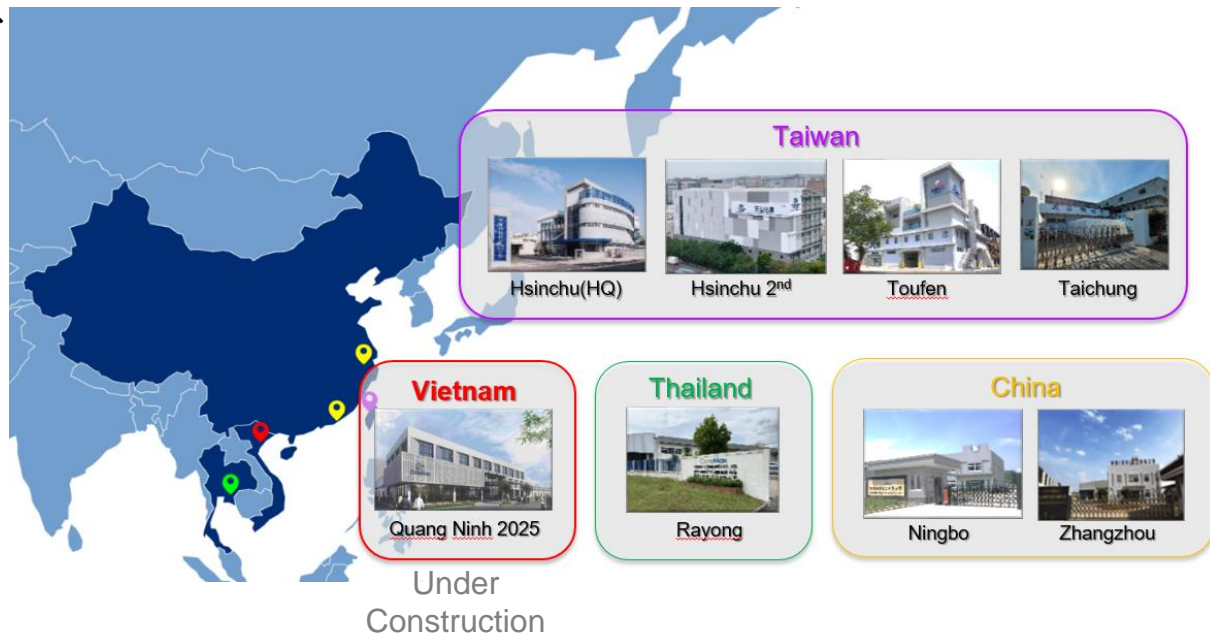 Taiwan
Hsinchu(HQ)
Hsinchu 2nd
Toufen
Taichung
Vietnam
Quang Ninh 2025
Under
Construction
Thailand
Rayong
China
Ningbo
Zhangzhou